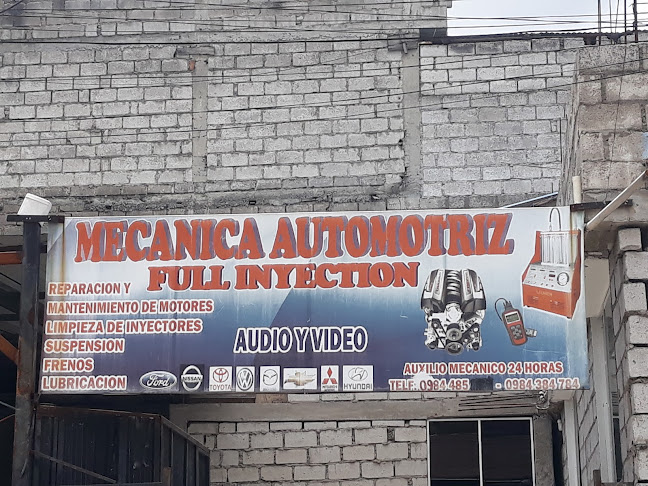 MECANICA AUTOMOTRIZ
FULL INYECTION
REPARACION Y
MANTENIMIENTO DE MOTORES
LIMPIEZA DE INYECTORES
SUSPENSION
FRENOS
LUBRICACION
AUDIO Y VIDEO
Ford
NISSAN
TOYOTA
CHEVROLET
MITSUBISHI
HYUNDAI
AUXILIO MECANICO 24 HORAS
TELF: 0984 485 - 0984 384 784